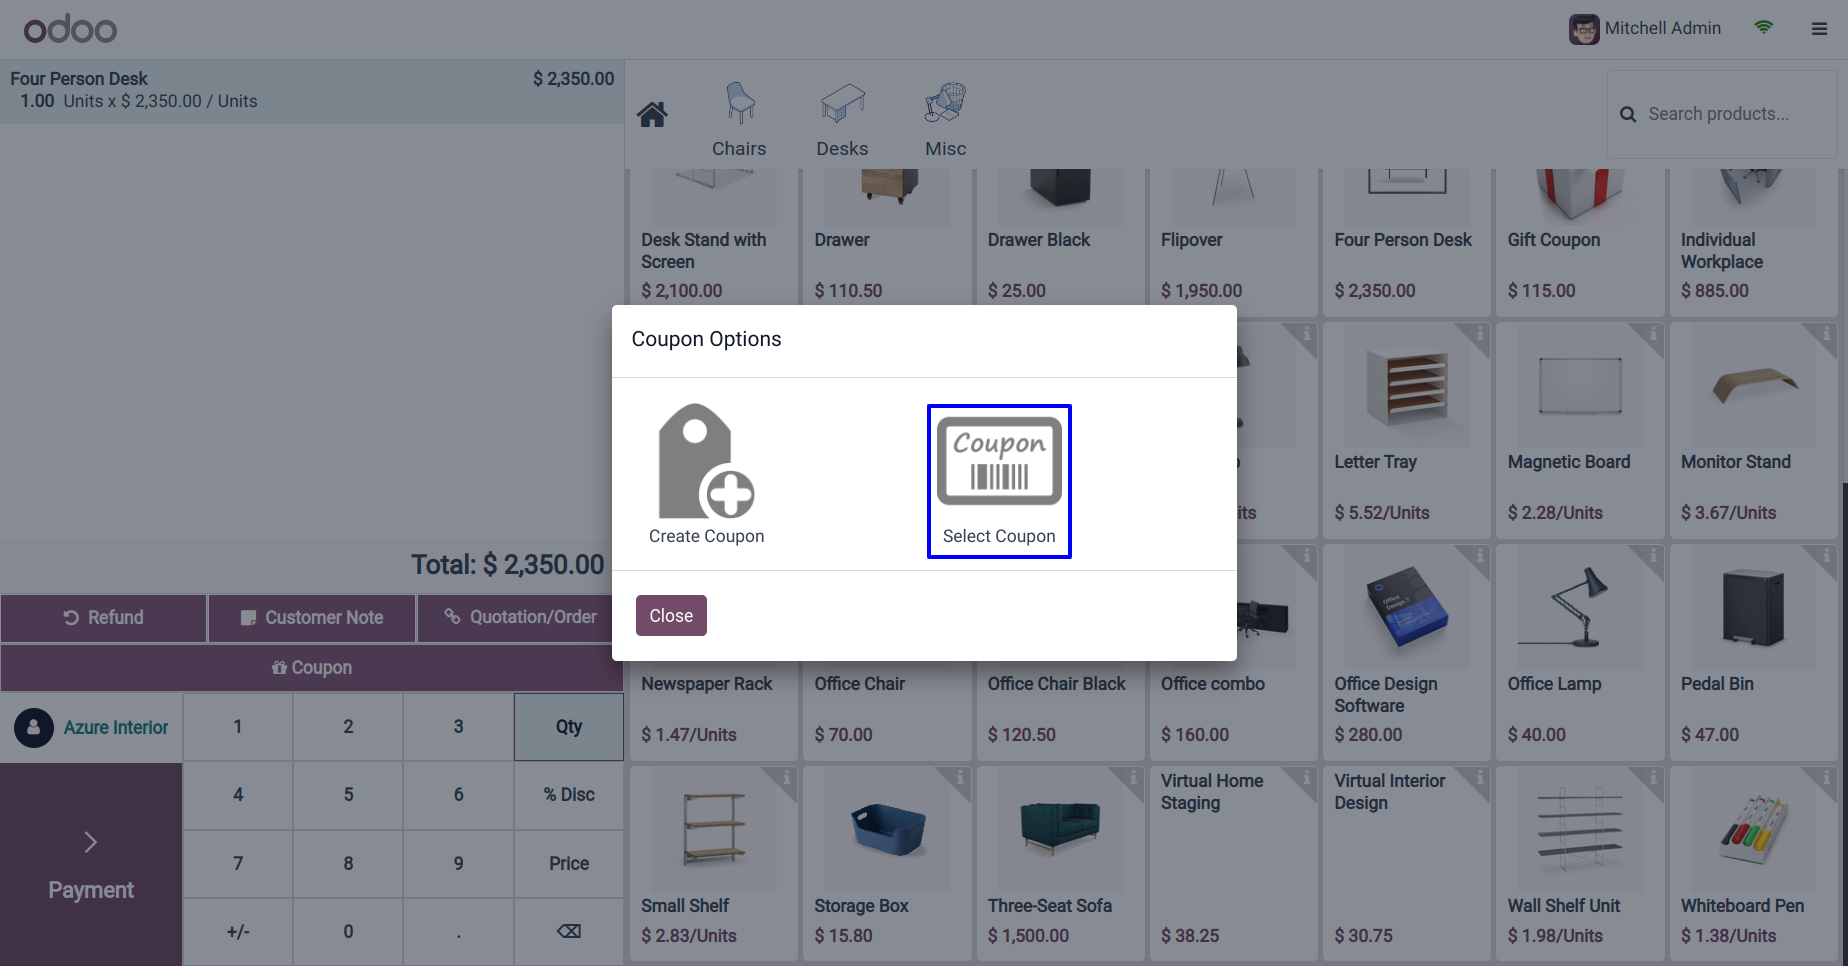 odoo
Mitchell Admin
Four Person Desk $ 2,350.00
1.00 Units x $ 2,350.00 / Units
Chairs Desks Misc
Search products...
Desk Stand with
Screen
$ 2,100.00
Drawer
$ 110.50
Drawer Black
$ 25.00
Flipover
$ 1,950.00
Four Person Desk
$ 2,350.00
Gift Coupon
$ 115.00
Individual
Workplace
$ 885.00
Coupon Options
Coupon
Create Coupon
Select Coupon
Close
Letter Tray
$ 5.52/Units
Magnetic Board
$ 2.28/Units
Monitor Stand
$ 3.67/Units
Newspaper Rack
$ 1.47/Units
Office Chair
$ 70.00
Office Chair Black
$ 120.50
Office combo
$ 160.00
Office
Design 7
Office Design
Software
$ 280.00
Office Lamp
$ 40.00
Pedal Bin
$ 47.00
Small Shelf
$ 2.83/Units
Storage Box
$ 15.80
Three-Seat Sofa
$ 1,500.00
Virtual Home
Staging
$ 38.25
Virtual Interior
Design
$ 30.75
Wall Shelf Unit
$ 1.98/Units
Whiteboard Pen
$ 1.38/Units
Total: $ 2,350.00
Refund Customer Note Quotation/Order
Coupon
Azure Interior
1 2 3 Qty
4 5 6 % Disc
7 8 9 Price
+/- 0 .
Payment